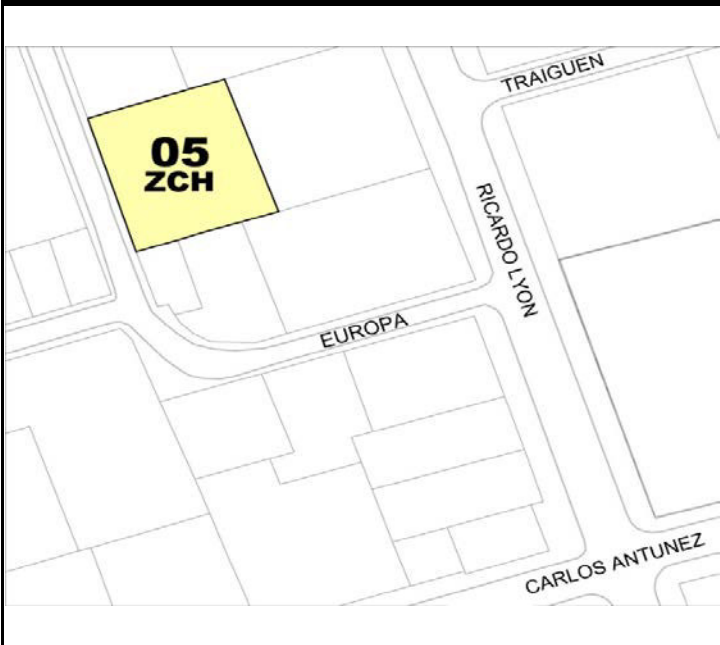 TRAIGUEN
05
ZCH
RICARDO LYON
EUROPA
CARLOS ANTUNEZ